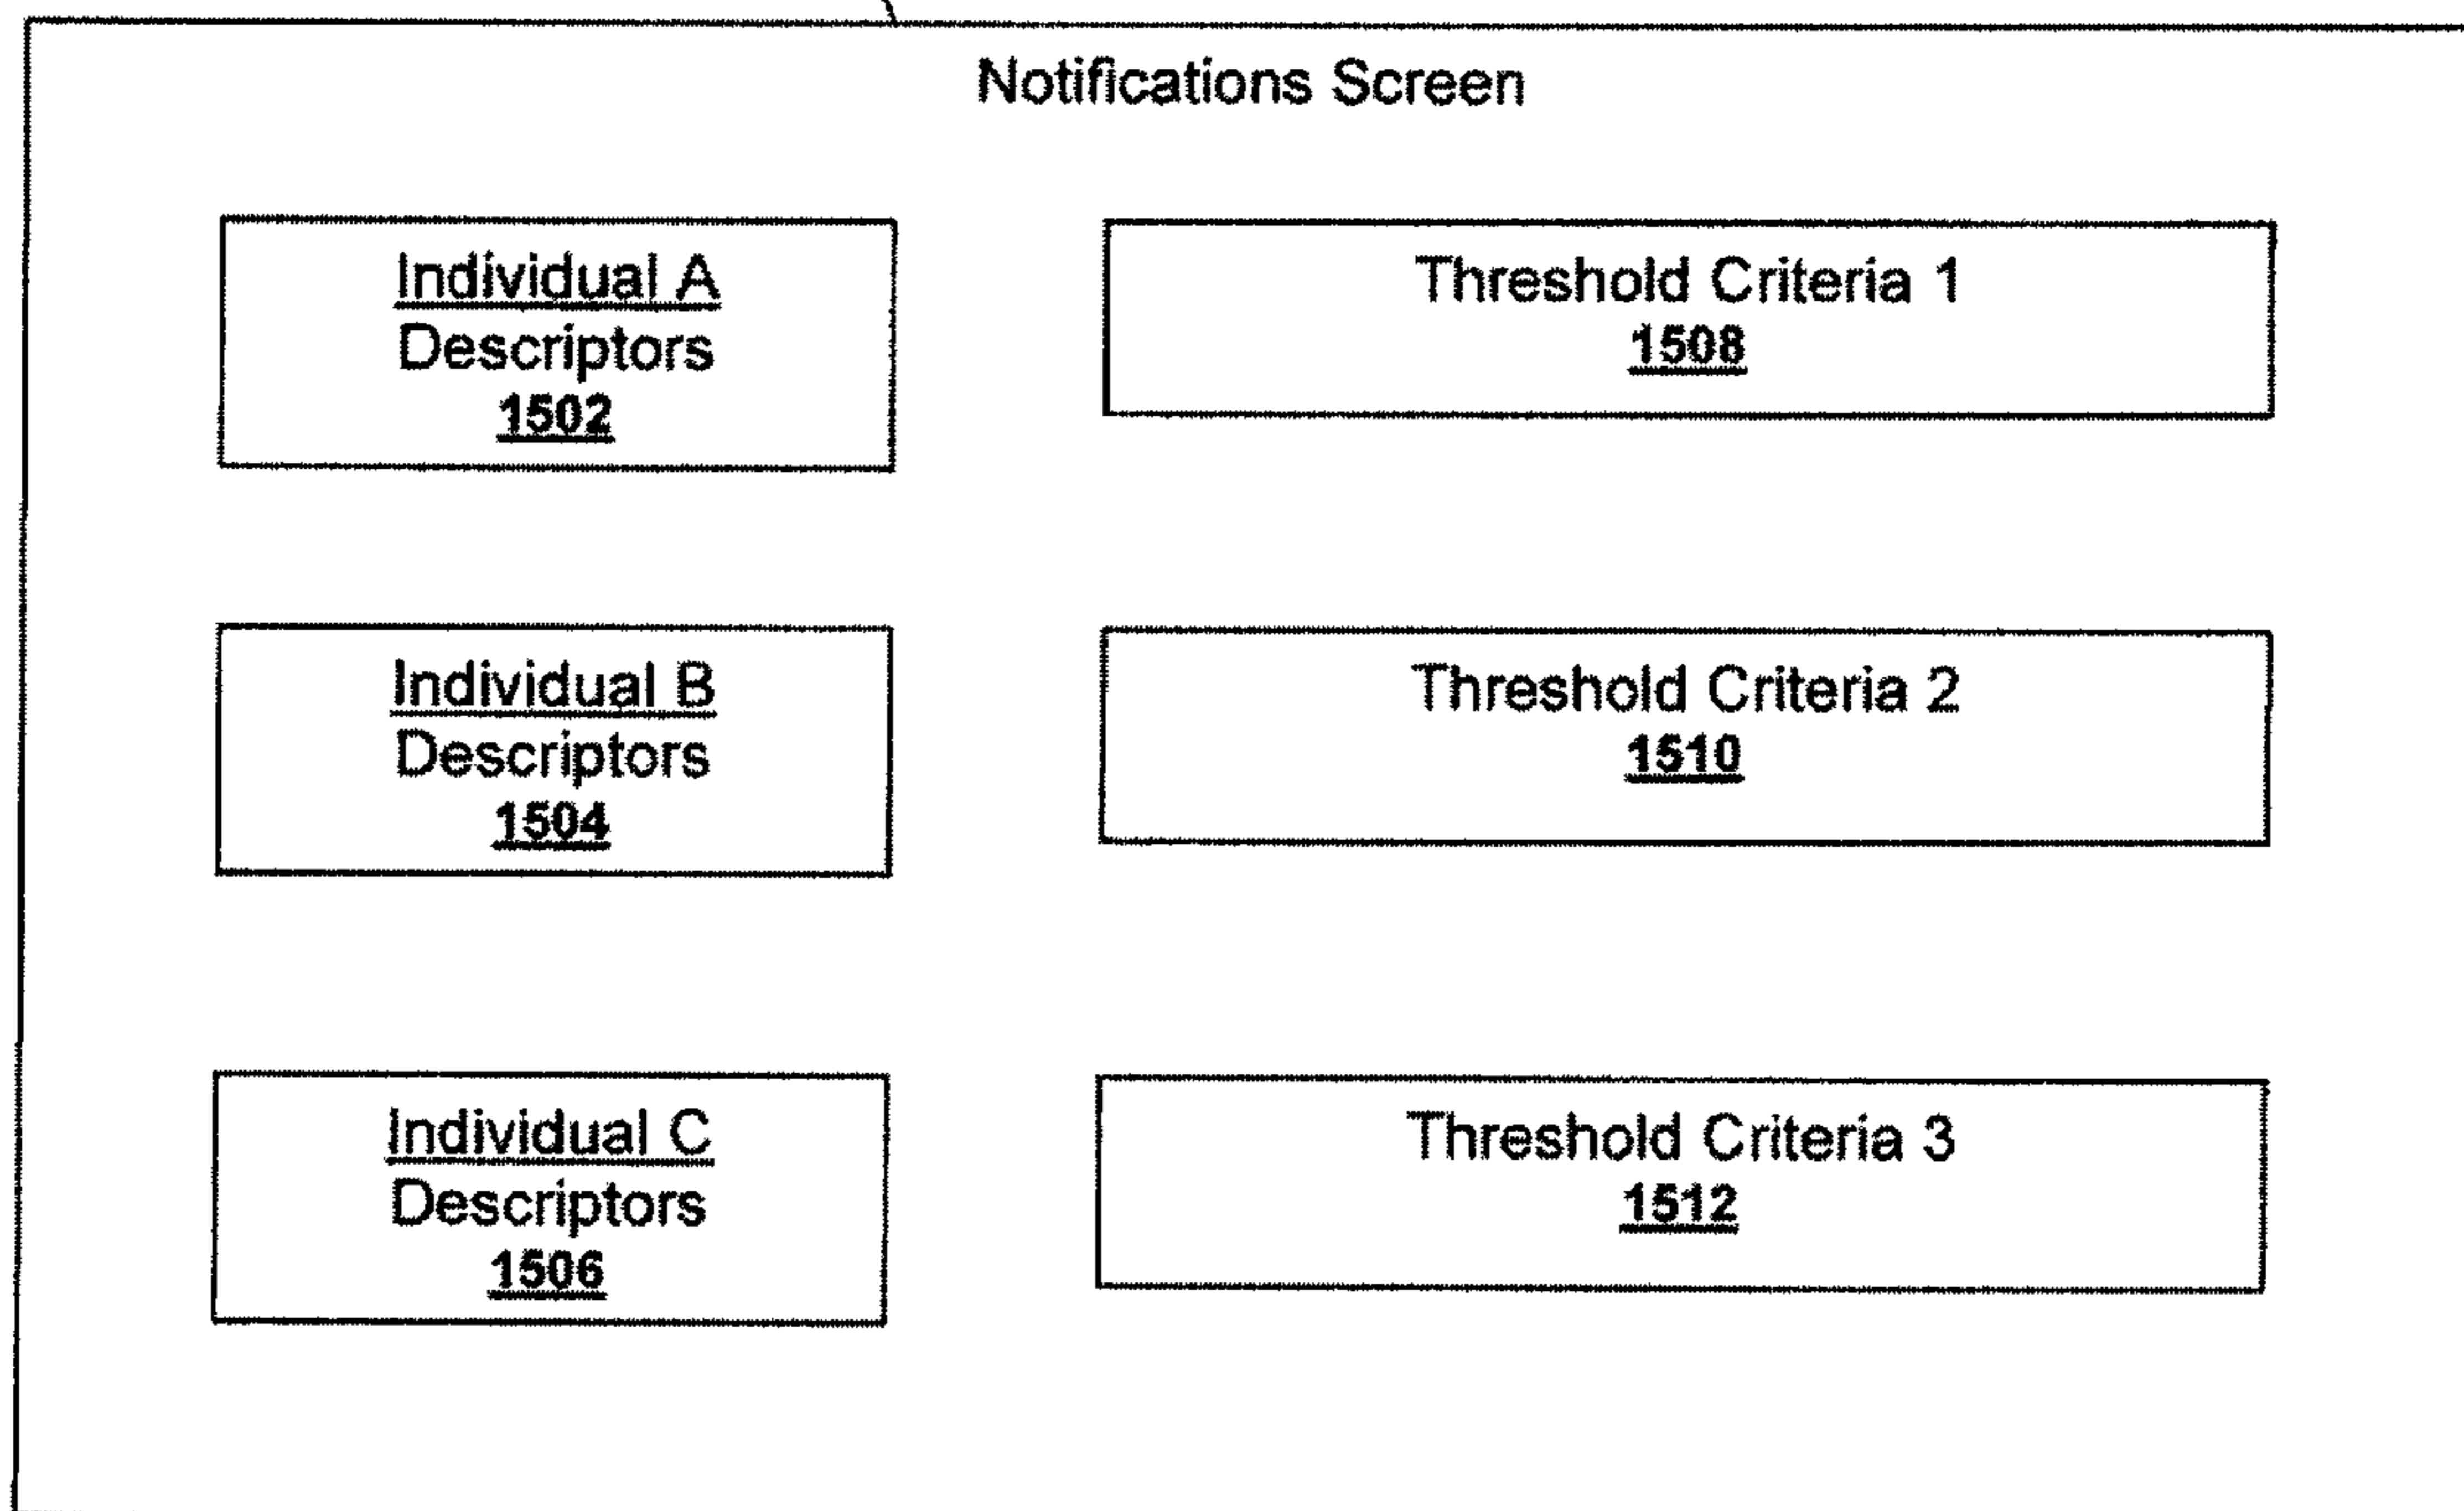 Notifications Screen
Individual A
Descriptors
1502
Threshold Criteria 1
1508
Individual B
Descriptors
1504
Threshold Criteria 2
1510
Individual C
Descriptors
1506
Threshold Criteria 3
1512